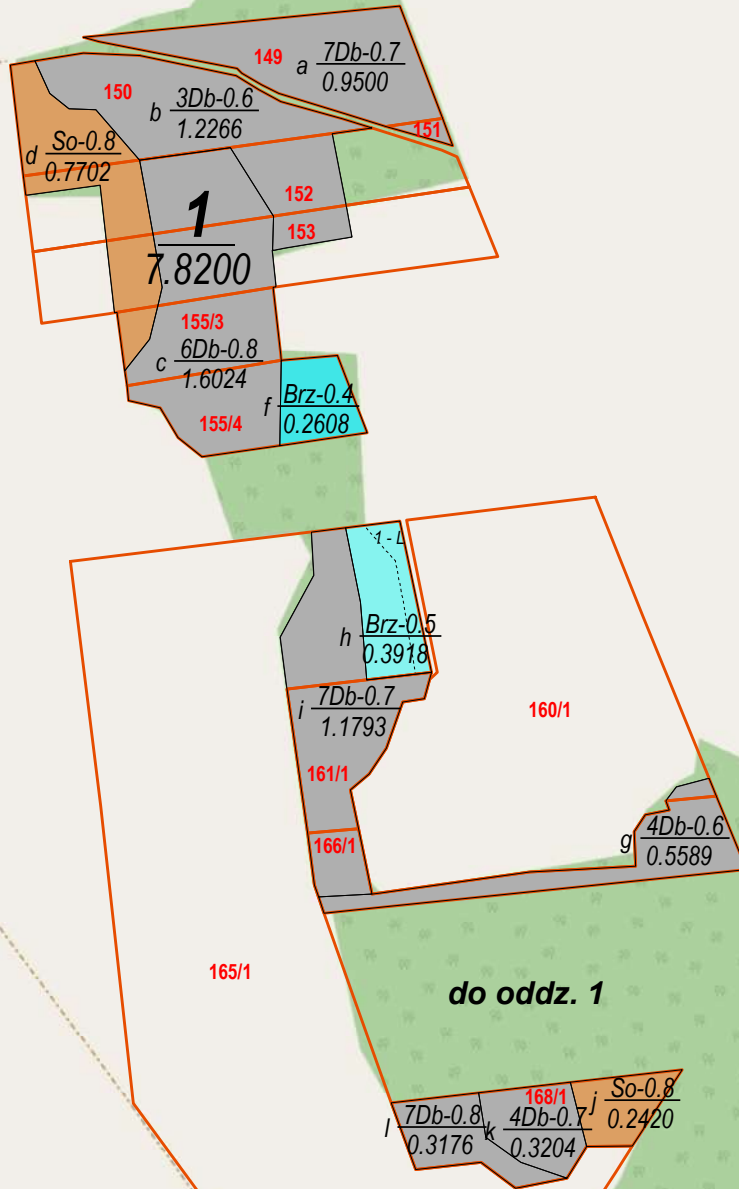 149
a 7Db-0.7
0.9500
150
b 3Db-0.6
1.2266
151
d So-0.8
0.7702
152
1
7.8200
153
155/3
c 6Db-0.8
1.6024
f Brz-0.4
0.2608
155/4
1 - L
h Brz-0.5
0.3918
i 7Db-0.7
1.1793
160/1
161/1
166/1
g 4Db-0.6
0.5589
165/1
do oddz. 1
168/1
j So-0.8
0.2420
l 7Db-0.8
0.3176
k 4Db-0.7
0.3204